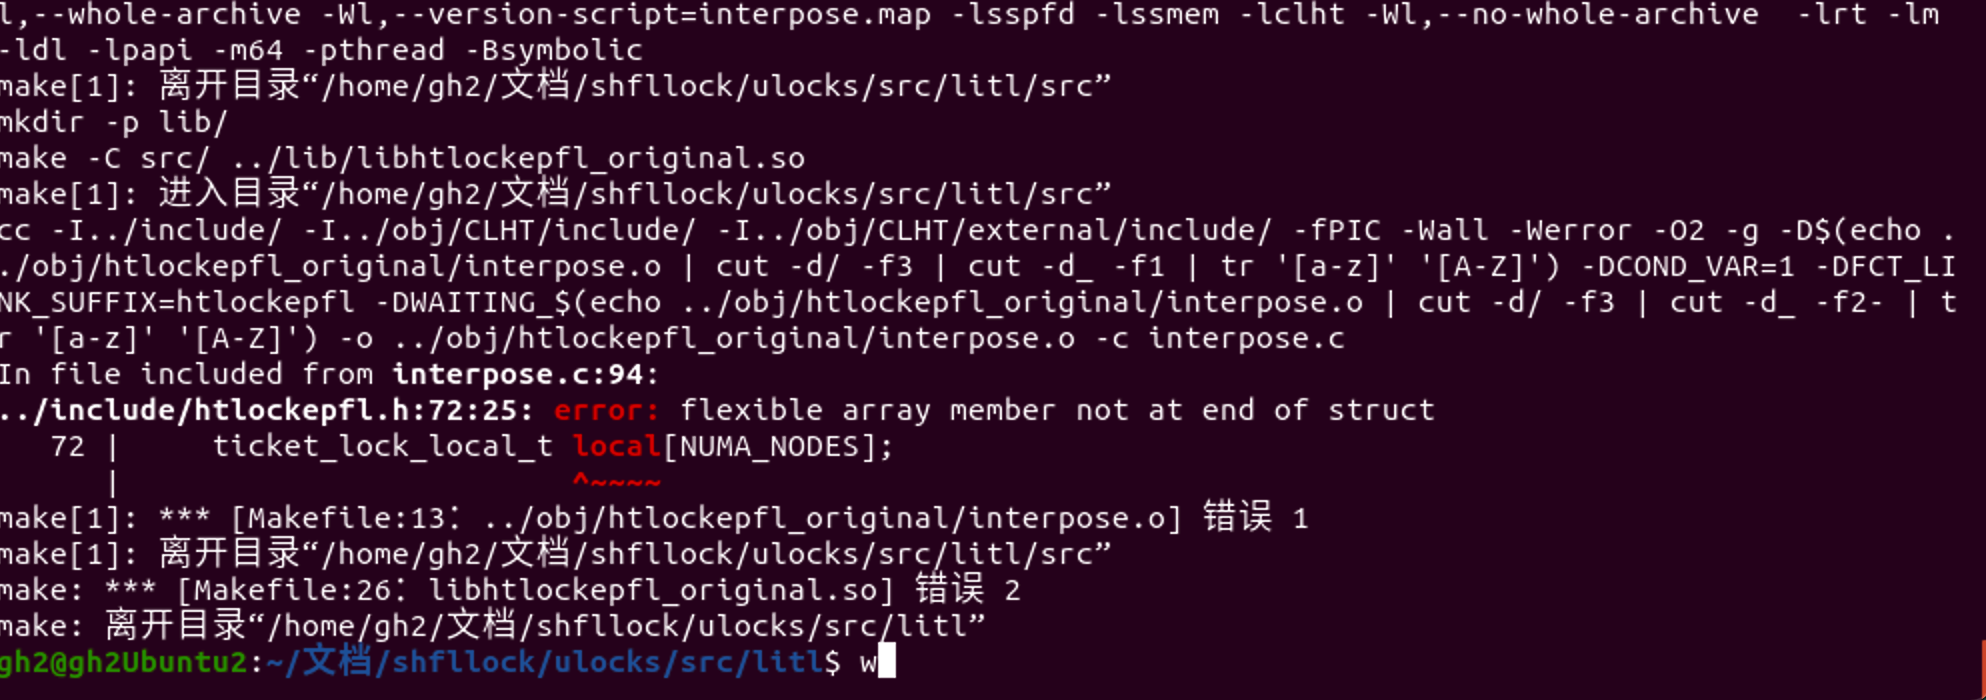 l,--whole-archive -Wl,--version-script=interpose.map -lsspfd -lssmem -lclht -Wl,--no-whole-archive  -lrt -lm
-ldl -lpapi -m64 -pthread -Bsymbolic
make[1]: 离开目录“/home/gh2/文档/shfllock/ulocks/src/litl/src”
mkdir -p lib/
make -C src/ ../lib/libhtlockepfl_original.so
make[1]: 进入目录“/home/gh2/文档/shfllock/ulocks/src/litl/src”
cc -I../include/ -I../obj/CLHT/include/ -I../obj/CLHT/external/include/ -fPIC -Wall -Werror -O2 -g -D$(echo .
./obj/htlockepfl_original/interpose.o | cut -d/ -f3 | cut -d_ -f1 | tr '[a-z]' '[A-Z]') -DCOND_VAR=1 -DFCT_LI
NK_SUFFIX=htlockepfl -DWAITING_$(echo ../obj/htlockepfl_original/interpose.o | cut -d/ -f3 | cut -d_ -f2- | t
r '[a-z]' '[A-Z]') -o ../obj/htlockepfl_original/interpose.o -c interpose.c
In file included from interpose.c:94:
../include/htlockepfl.h:72:25: error: flexible array member not at end of struct
   72 |     ticket_lock_local_t local[NUMA_NODES];
      |                         ^~~~~
make[1]: *** [Makefile:13：../obj/htlockepfl_original/interpose.o] 错误 1
make[1]: 离开目录“/home/gh2/文档/shfllock/ulocks/src/litl/src”
make: *** [Makefile:26：libhtlockepfl_original.so] 错误 2
make: 离开目录“/home/gh2/文档/shfllock/ulocks/src/litl”
gh2@gh2Ubuntu2:~/文档/shfllock/ulocks/src/litl$ w